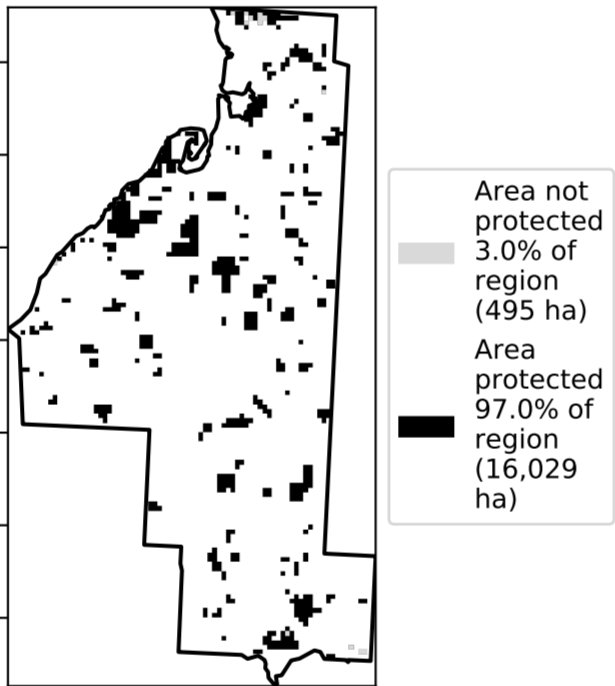 Area not
protected
3.0% of
region
(495 ha)
Area
protected
97.0% of
region
(16,029
ha)